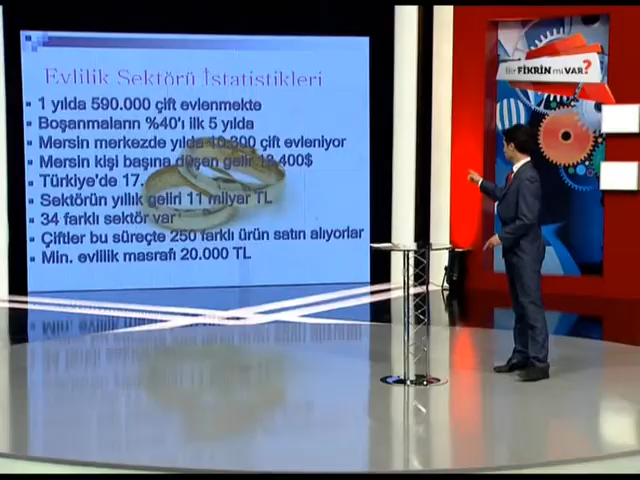 Evlilik Sektörü İstatistikleri
1 yılda 590.000 çift evlenmekte
Boşanmaların %40'ı ilk 5 yılda
Mersin merkezde yılda 10.300 çift evleniyor
Mersin kişi başına düşen gelir 12.400$
Türkiye'de 17.
Sektörün yıllık geliri 11 milyar TL
34 farklı sektör var
Çiftler bu süreçte 250 farklı ürün satın alıyorlar
Min. evlilik masrafı 20.000 TL
Bir FİKRİN mi VAR?